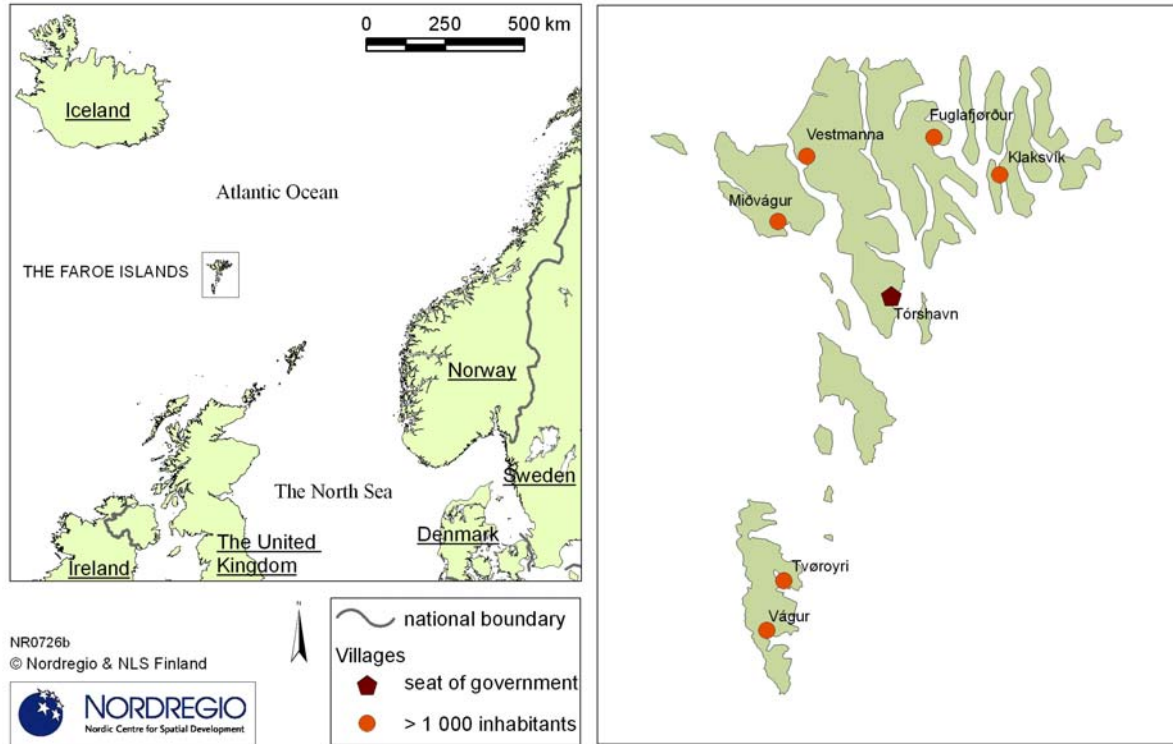 0 250 500 km
Iceland
Atlantic Ocean
THE FAROE ISLANDS
Norway
Sweden
The North Sea
Denmark
The United
Kingdom
Ireland
N
NR0726b
© Nordregio & NLS Finland
NORDREGIO
Nordic Centre for Spatial Development
national boundary
Villages
seat of government
> 1 000 inhabitants
Fuglafjørður
Vestmanna
Klaksvík
Miðvágur
Tórshavn
Tvøroyri
Vágur